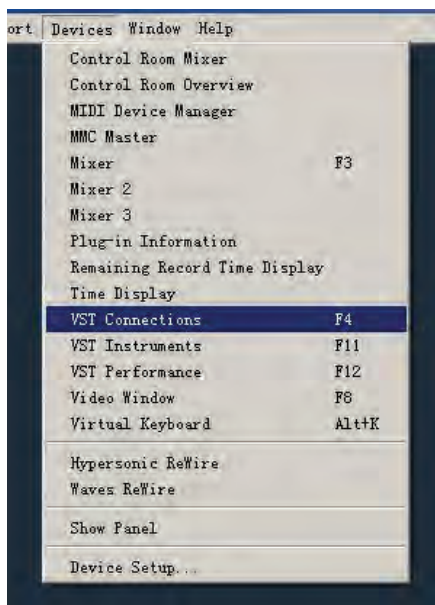 ort Devices Window Help
Control Room Mixer
Control Room Overview
MIDI Device Manager
MMC Master
Mixer F3
Mixer 2
Mixer 3
Plug-in Information
Remaining Record Time Display
Time Display
VST Connections F4
VST Instruments F11
VST Performance F12
Video Window F8
Virtual Keyboard Alt+K
Hypersonic ReWire
Waves ReWire
Show Panel
Device Setup...